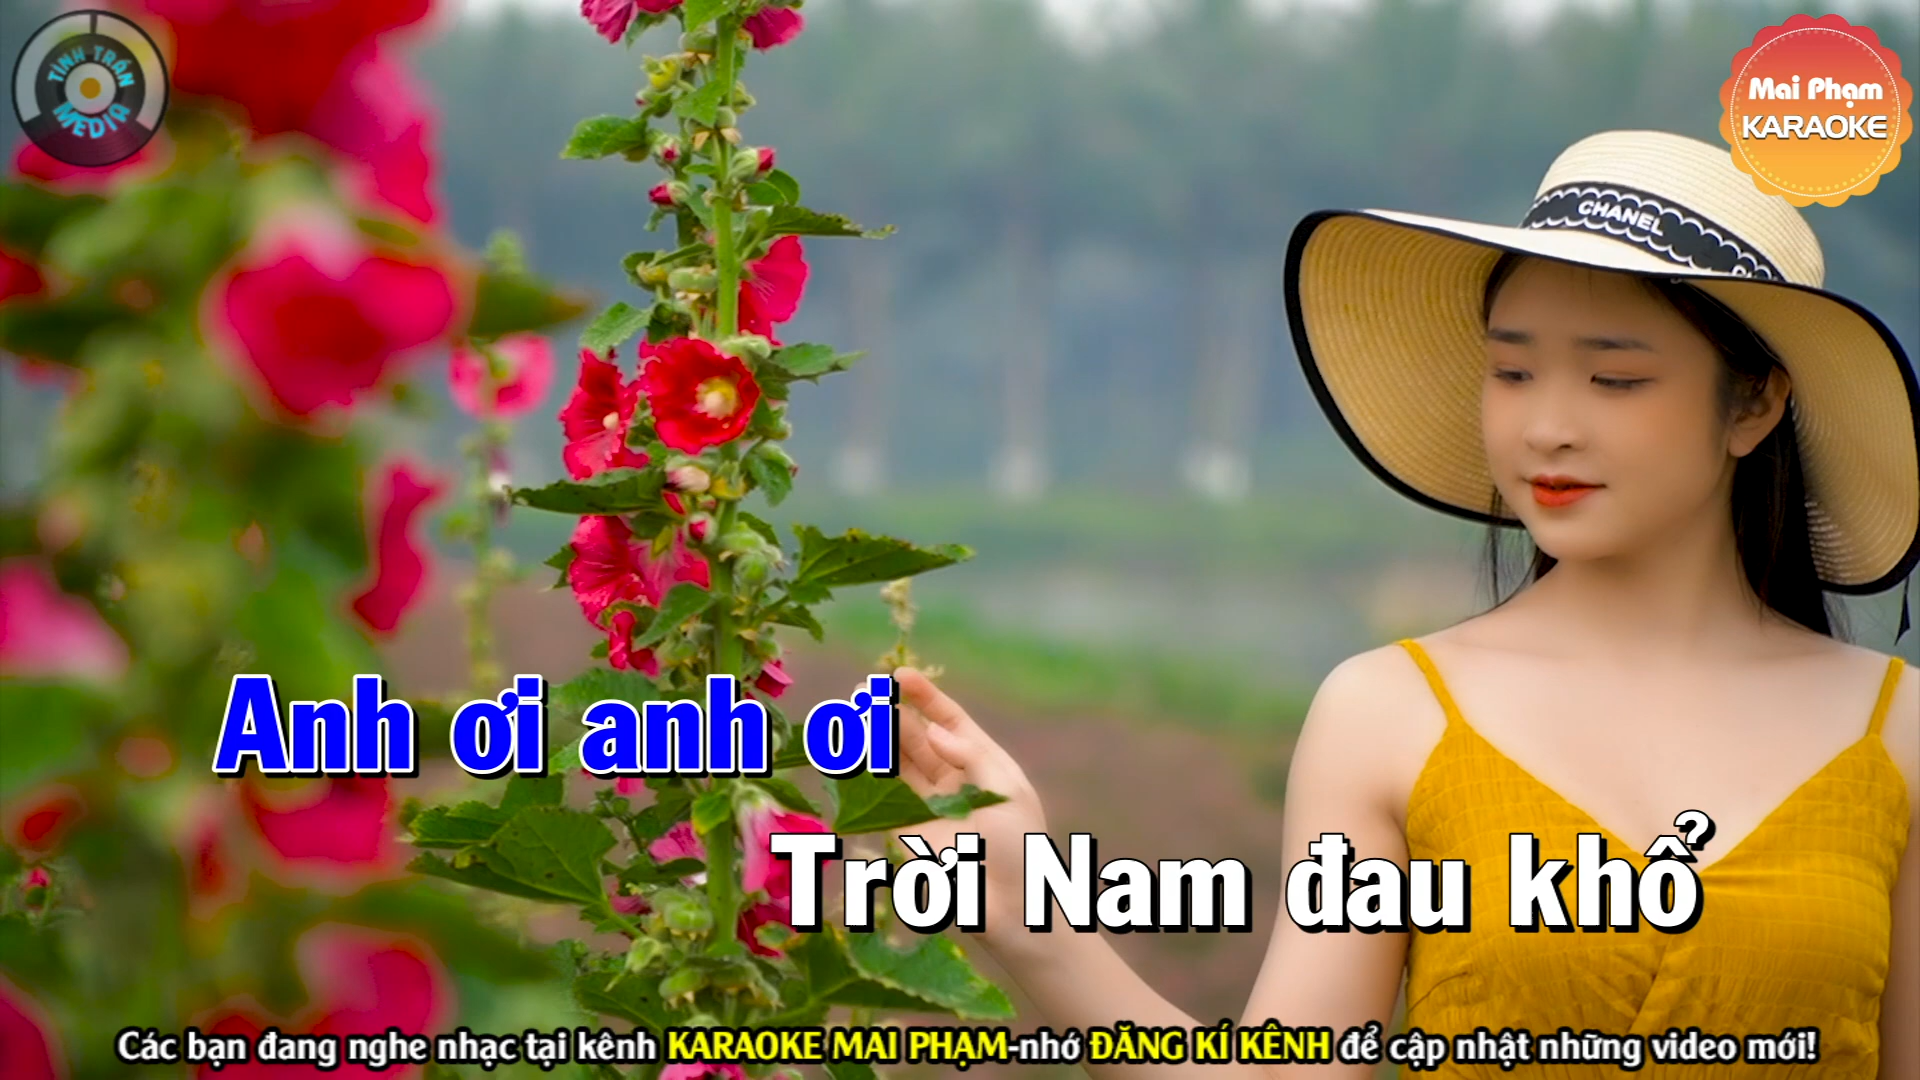 TÌNH TRẦN
MEDIA
Mai Phạm
KARAOKE
CHANEL
Anh ơi anh ơi
Trời Nam đau khổ
Các bạn đang nghe nhạc tại kênh KARAOKE MAI PHẠM-nhớ ĐĂNG KÍ KÊNH để cập nhật những video mới!